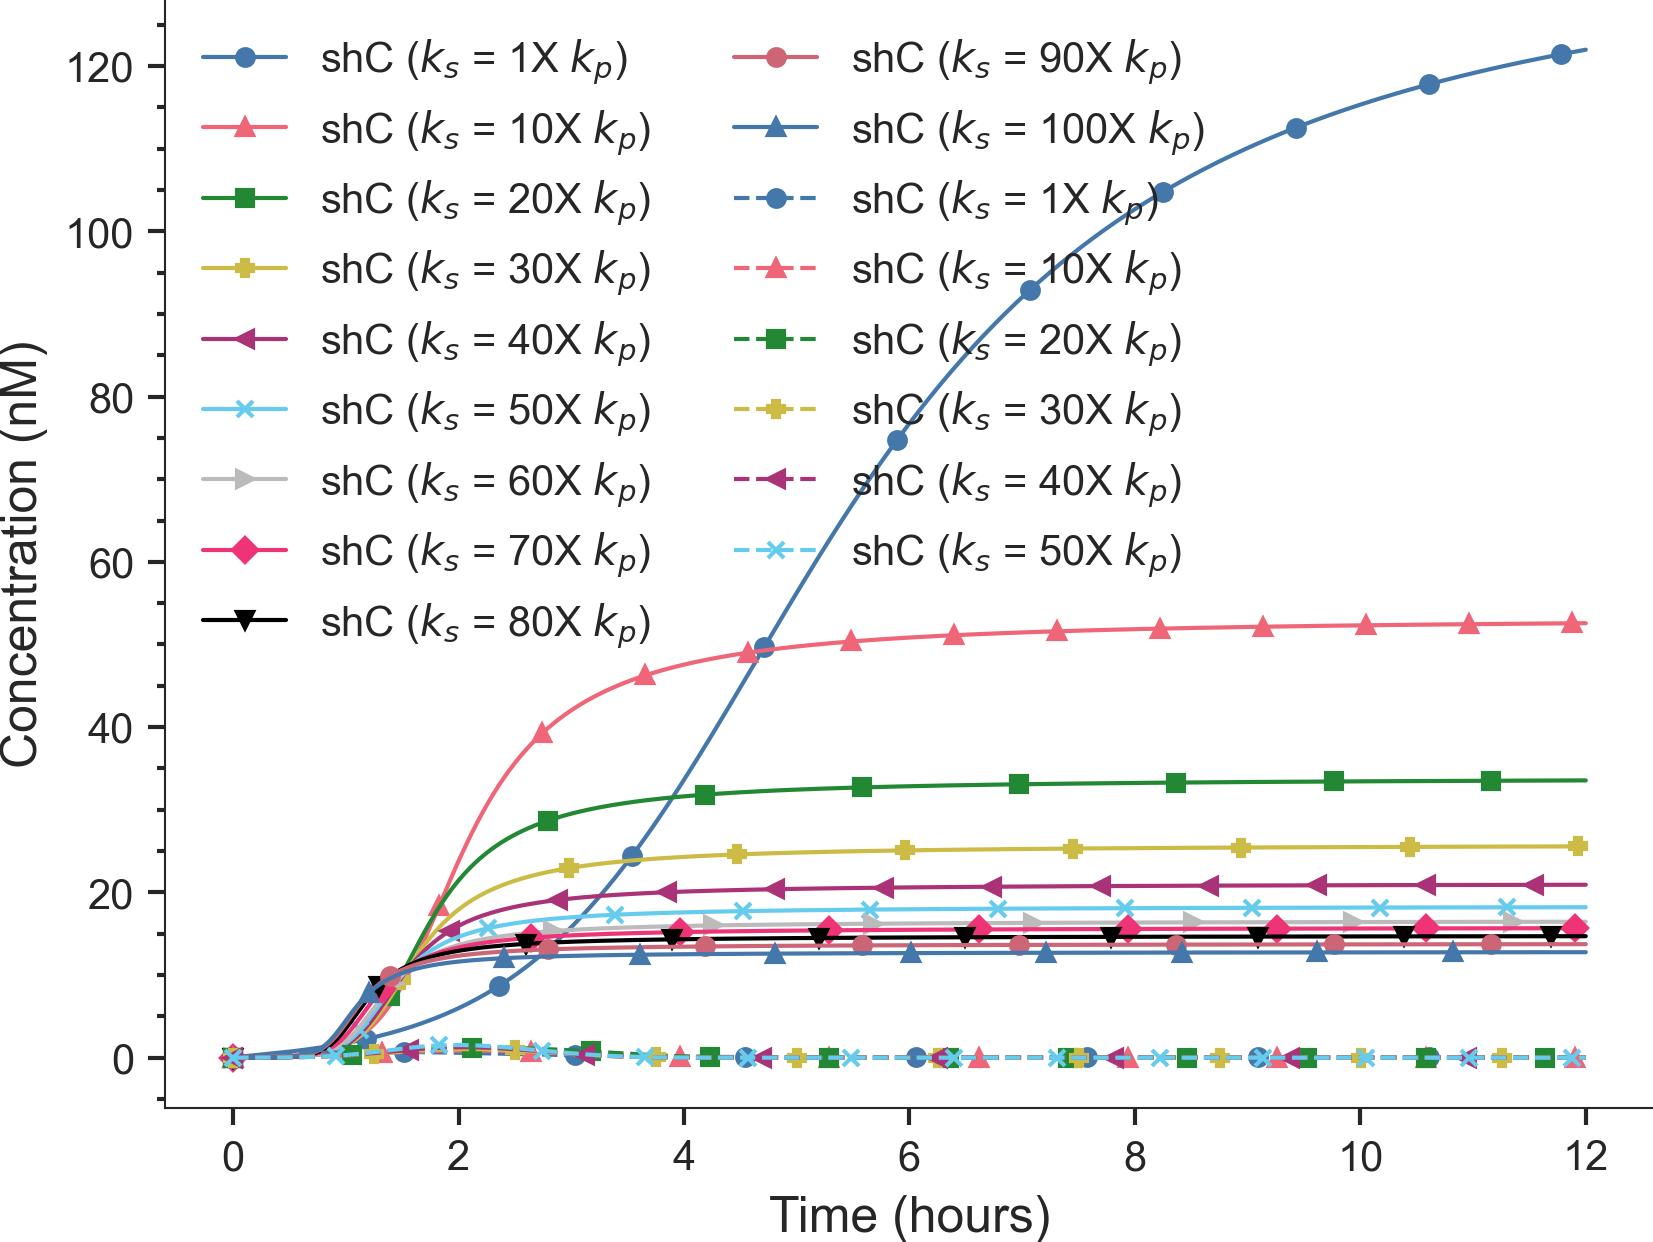 Concentration (nM)
120
100
80
60
40
20
0
shC (kₛ = 1X kₚ)
shC (kₛ = 10X kₚ)
shC (kₛ = 20X kₚ)
shC (kₛ = 30X kₚ)
shC (kₛ = 40X kₚ)
shC (kₛ = 50X kₚ)
shC (kₛ = 60X kₚ)
shC (kₛ = 70X kₚ)
shC (kₛ = 80X kₚ)
shC (kₛ = 90X kₚ)
shC (kₛ = 100X kₚ)
shC (kₛ = 1X kₚ)
shC (kₛ = 10X kₚ)
shC (kₛ = 20X kₚ)
shC (kₛ = 30X kₚ)
shC (kₛ = 40X kₚ)
shC (kₛ = 50X kₚ)
0 2 4 6 8 10 12
Time (hours)